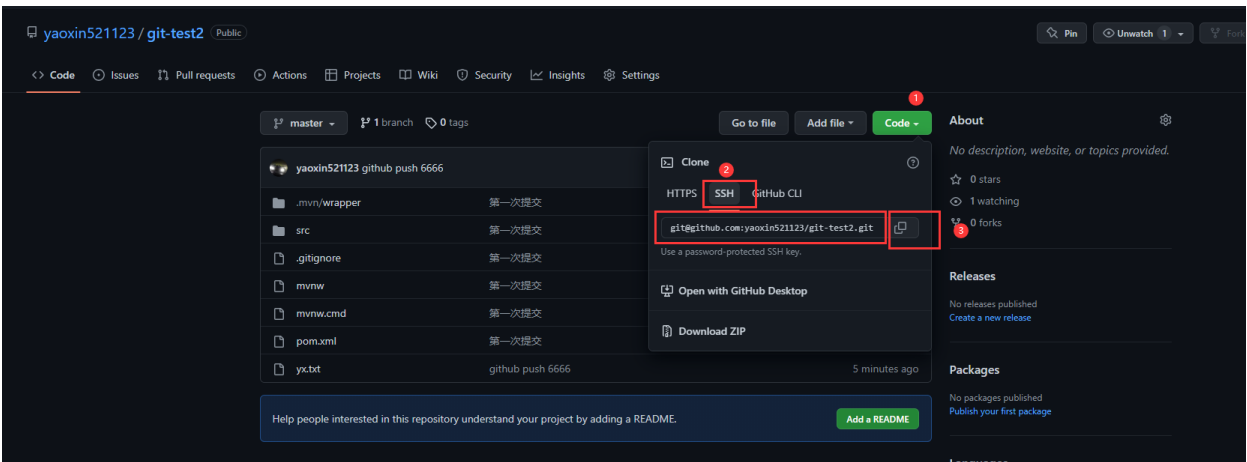 yaoxin521123 / git-test2 Public
Pin Unwatch 1 Fork
Code Issues Pull requests Actions Projects Wiki Security Insights Settings
1
master 1 branch 0 tags Go to file Add file Code
About
No description, website, or topics provided.
0 stars
1 watching
0 forks
yaoxin521123 github push 6666
.mvn/wrapper 第一次提交
src 第一次提交
.gitignore 第一次提交
mvnw 第一次提交
mvnw.cmd 第一次提交
pom.xml 第一次提交
yx.txt github push 6666 5 minutes ago
Clone
2
HTTPS SSH GitHub CLI
git@github.com:yaoxin521123/git-test2.git
3
Use a password-protected SSH key.
Open with GitHub Desktop
Download ZIP
Releases
No releases published
Create a new release
Packages
No packages published
Publish your first package
Help people interested in this repository understand your project by adding a README. Add a README
Languages